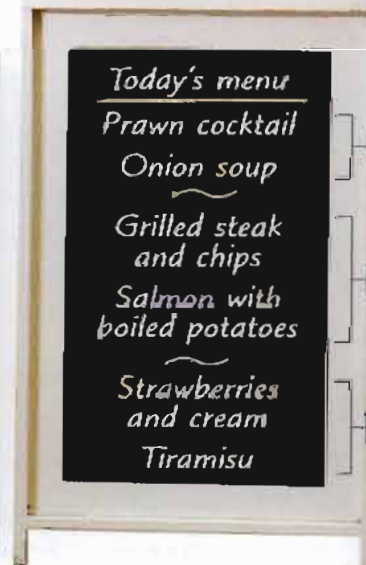 Today's menu
Prawn cocktail
Onion soup
Grilled steak
and chips
Salmon with
boiled potatoes
Strawberries
and cream
Tiramisu